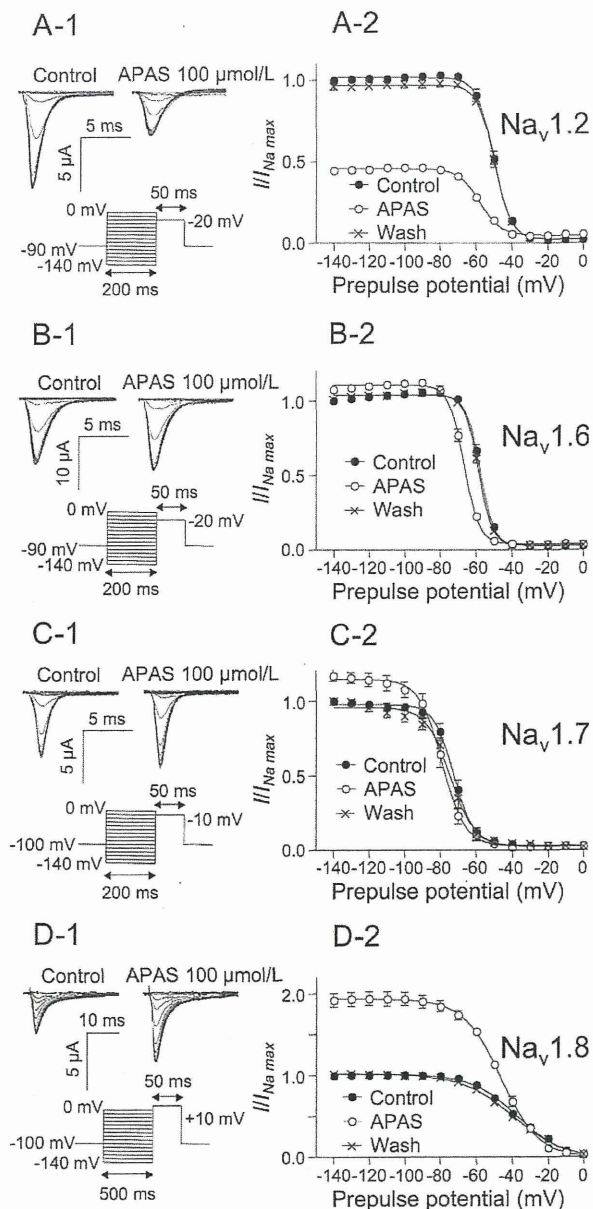 A-1
Control APAS 100 µmol/L
5 ms
5 µA
50 ms
0 mV
-20 mV
-90 mV
-140 mV
200 ms
A-2
1.0
0.5
0.0
I/I Na max
Nav1.2
Control
APAS
Wash
-140 -120 -100 -80 -60 -40 -20 0
Prepulse potential (mV)
B-1
Control APAS 100 µmol/L
5 ms
10 µA
50 ms
0 mV
-20 mV
-90 mV
-140 mV
200 ms
B-2
1.0
0.5
0.0
I/I Na max
Nav1.6
Control
APAS
Wash
-140 -120 -100 -80 -60 -40 -20 0
Prepulse potential (mV)
C-1
Control APAS 100 µmol/L
5 ms
5 µA
50 ms
0 mV
-10 mV
-100 mV
-140 mV
200 ms
C-2
1.0
0.5
0.0
I/I Na max
Nav1.7
Control
APAS
Wash
-140 -120 -100 -80 -60 -40 -20 0
Prepulse potential (mV)
D-1
Control APAS 100 µmol/L
10 ms
5 µA
50 ms
0 mV
+10 mV
-100 mV
-140 mV
500 ms
D-2
2.0
1.0
0.0
I/I Na max
Nav1.8
Control
APAS
Wash
-140 -120 -100 -80 -60 -40 -20 0
Prepulse potential (mV)